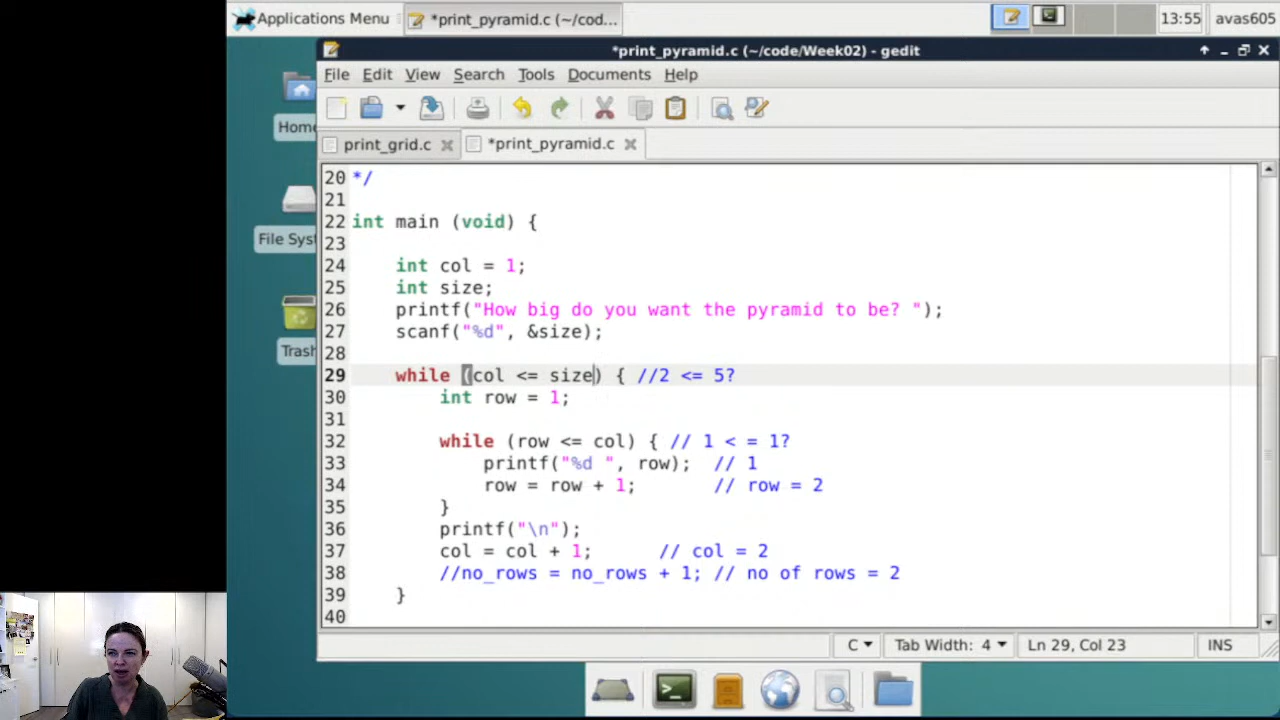 Applications Menu
*print_pyramid.c (~/cod...
13:55
avas605
*print_pyramid.c (~/code/Week02) - gedit
File Edit View Search Tools Documents Help
Home
print_grid.c
*print_pyramid.c
File Sys
Trash
20 */
21
22 int main (void) {
23
24 int col = 1;
25 int size;
26 printf("How big do you want the pyramid to be? ");
27 scanf("%d", &size);
28
29 while (col <= size) { //2 <= 5?
30 int row = 1;
31
32 while (row <= col) { // 1 < = 1?
33 printf("%d ", row); // 1
34 row = row + 1; // row = 2
35 }
36 printf("\n");
37 col = col + 1; // col = 2
38 //no_rows = no_rows + 1; // no of rows = 2
39 }
40
C Tab Width: 4 Ln 29, Col 23 INS